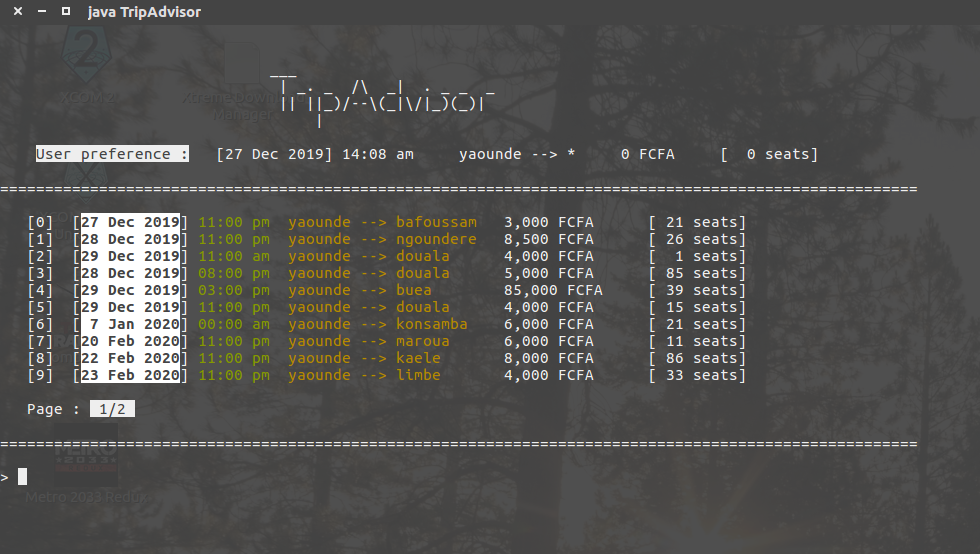 java TripAdvisor
___
| _. _  /\  _|  . _ _  _
|| ||_)/--\(_|\/|_)(_)|
|
User preference : [27 Dec 2019] 14:08 am yaounde --> * 0 FCFA [ 0 seats]
======================================================================================================
[0] [27 Dec 2019] 11:00 pm yaounde --> bafoussam 3,000 FCFA [ 21 seats]
[1] [28 Dec 2019] 11:00 pm yaounde --> ngoundere 8,500 FCFA [ 26 seats]
[2] [29 Dec 2019] 11:00 am yaounde --> douala 4,000 FCFA [ 1 seats]
[3] [28 Dec 2019] 08:00 pm yaounde --> douala 5,000 FCFA [ 85 seats]
[4] [29 Dec 2019] 03:00 pm yaounde --> buea 85,000 FCFA [ 39 seats]
[5] [29 Dec 2019] 11:00 pm yaounde --> douala 4,000 FCFA [ 15 seats]
[6] [ 7 Jan 2020] 00:00 am yaounde --> konsamba 6,000 FCFA [ 21 seats]
[7] [20 Feb 2020] 11:00 pm yaounde --> maroua 6,000 FCFA [ 11 seats]
[8] [22 Feb 2020] 11:00 pm yaounde --> kaele 8,000 FCFA [ 86 seats]
[9] [23 Feb 2020] 11:00 pm yaounde --> limbe 4,000 FCFA [ 33 seats]
Page : 1/2
======================================================================================================
>
Metro 2033 Redux